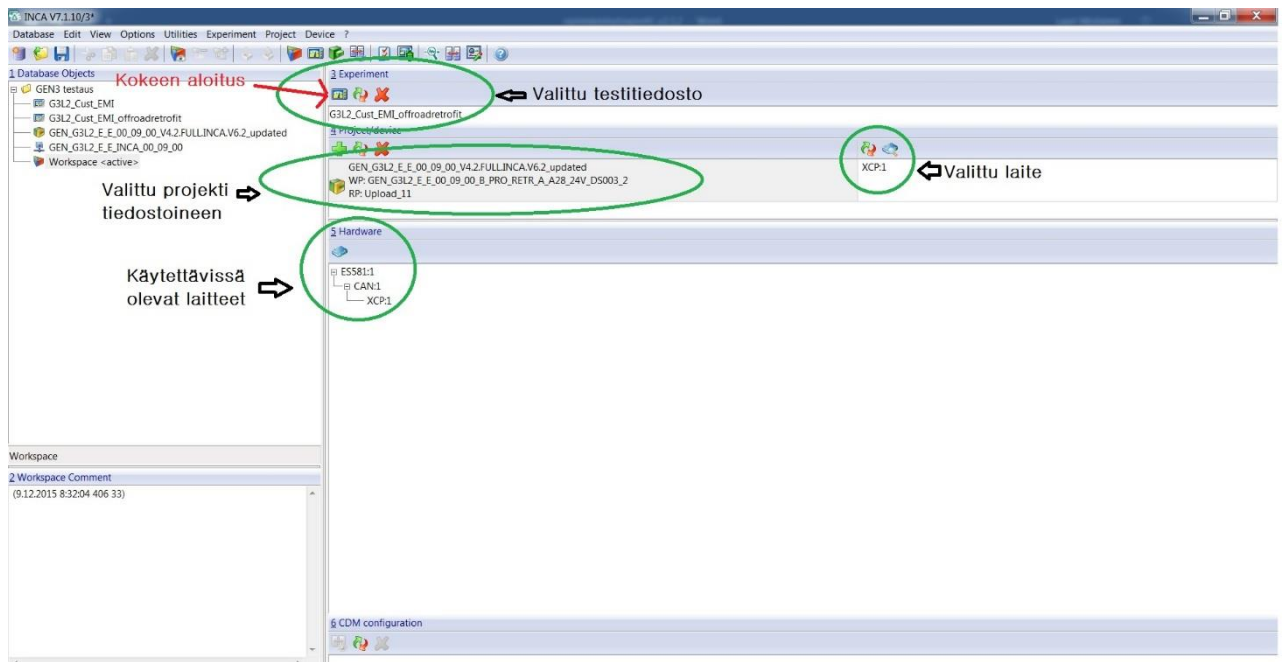 INCA V7.1.10/3*
Database Edit View Options Utilities Experiment Project Device ?
1 Database Objects
GEN3 testaus
G3L2_Cust_EMI
G3L2_Cust_EMI_offroadretrofit
GEN_G3L2_E_E_00_09_00_V4.2.FULL.INCA.V6.2_updated
GEN_G3L2_E_E_INCA_00_09_00
Workspace <active>
Kokeen aloitus
Valittu projekti
tiedostoineen
Käytettävissä
olevat laitteet
Workspace
2 Workspace Comment
(9.12.2015 8:32:04 406 33)
3 Experiment
Valittu testitiedosto
G3L2_Cust_EMI_offroadretrofit
4 Project/device
GEN_G3L2_E_E_00_09_00_V4.2.FULL.INCA.V6.2_updated
WP: GEN_G3L2_E_E_00_09_00_B_PRO_RETR_A_A28_24V_DS003_2
RP: Upload_11
XCP:1
Valittu laite
5 Hardware
ES581:1
CAN:1
XCP:1
6 CDM configuration